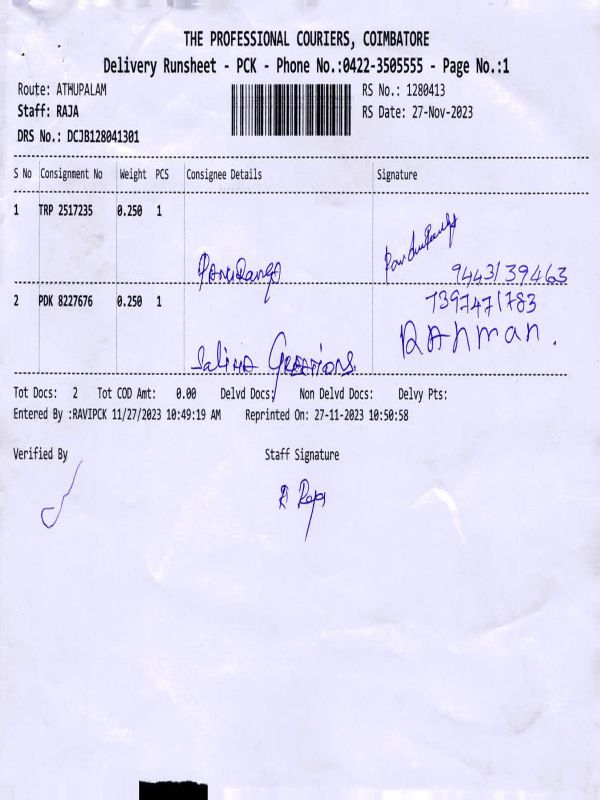 THE PROFESSIONAL COURIERS, COIMBATORE
Delivery Runsheet - PCK - Phone No.:0422-3505555 - Page No.:1
Route: ATHUPALAM
RS No.: 1280413
Staff: RAJA
RS Date: 27-Nov-2023
DRS No.: DCJB128041301
S No Consignment No Weight PCS Consignee Details Signature
1 TRP 2517235 0.250 1
9443139463
2 PDK 8227676 0.250 1 7397471783
Rahman.
Salima Greations
Tot Docs: 2 Tot COD Amt: 0.00 Delvd Docs: Non Delvd Docs: Delvy Pts:
Entered By :RAVIPCK 11/27/2023 10:49:19 AM Reprinted On: 27-11-2023 10:50:58
Verified By Staff Signature
R Raja